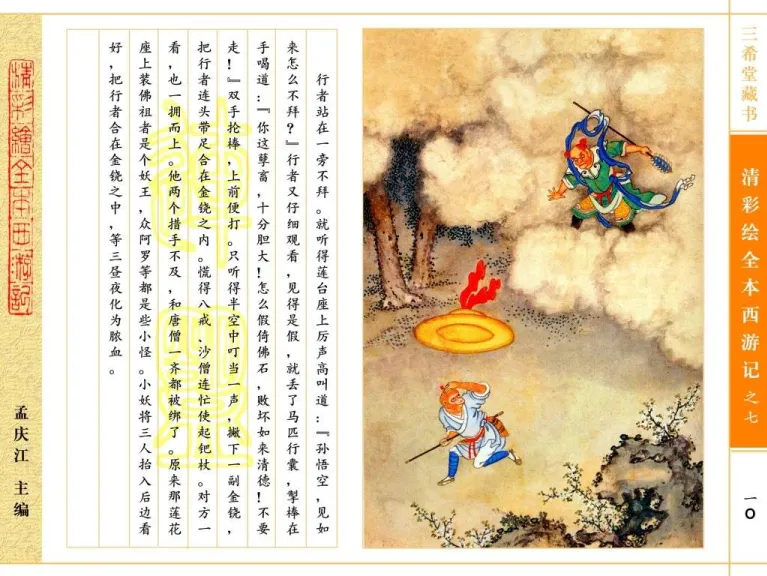 三希堂藏书
清彩绘全本西游记之七
一〇
行者站在一旁不拜。就听得莲台座上厉声高叫道：『孙悟空，见如
来怎么不拜？』行者又仔细观看，见得是假，就丢了马匹行囊，掣棒在
手喝道：『你这孽畜，十分胆大！怎么假倚佛名，败坏如来清德！不要
走！』双手抡棒，上前便打。只听得半空中叮当一声，撇下一副金铙，
把行者连头带足合在金铙之内。慌得八戒、沙僧连忙使起钯杖。对方一
看，也一拥而上。他两个措手不及，和唐僧一齐都被绑了。原来那莲花
座上装佛祖者是个妖王，众阿罗等都是些小怪。小妖将三人抬入后边看
好，把行者合在金铙之中，等三昼夜化为脓血。
清彩繪全本西游記
孟庆江 主编